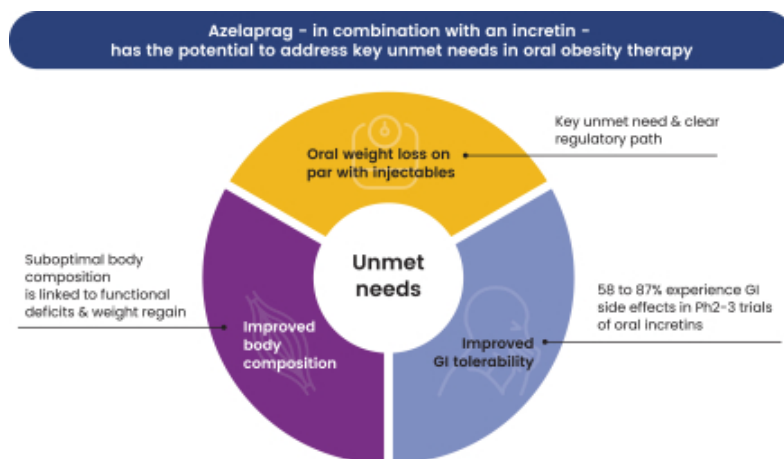 Azelaprag - in combination with an incretin -
has the potential to address key unmet needs in oral obesity therapy
Key unmet need & clear
regulatory path
Oral weight loss on
par with injectables
Unmet
needs
Suboptimal body
composition
is linked to functional
deficits & weight regain
Improved
body
composition
58 to 87% experience GI
side effects in Ph2-3 trials
of oral incretins
Improved
GI tolerability